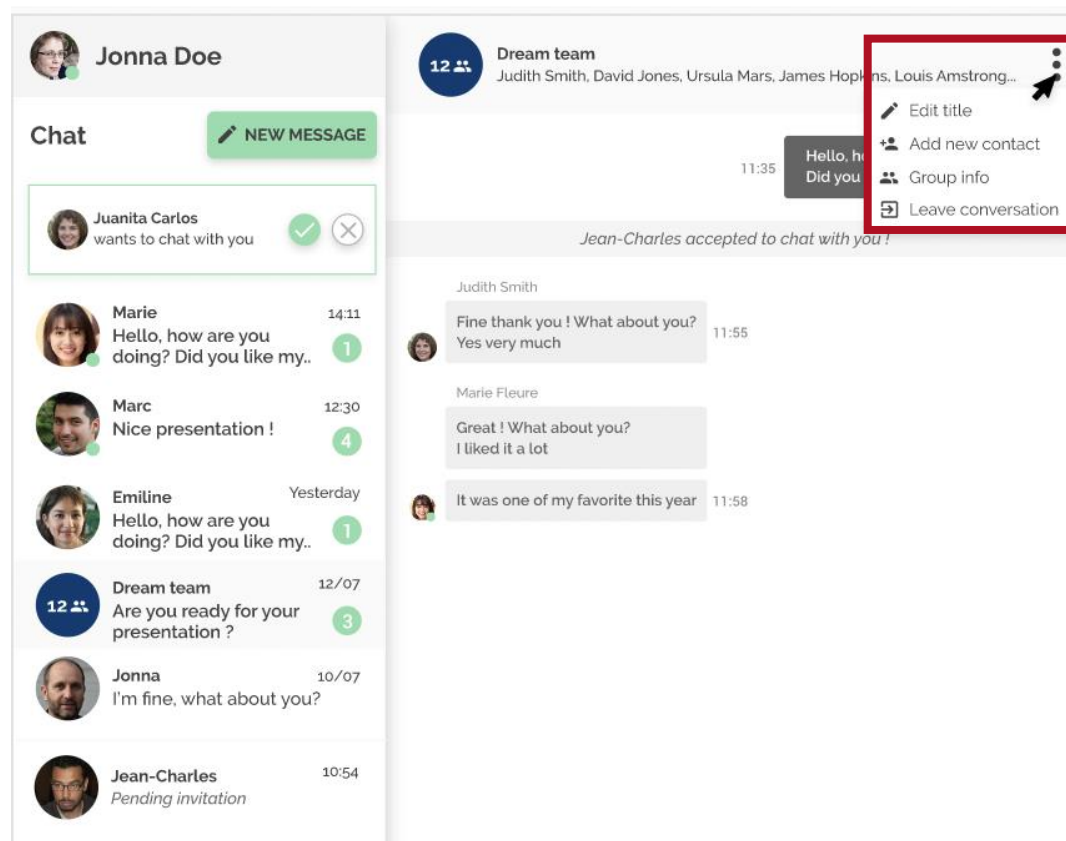 Jonna Doe
Chat
NEW MESSAGE
Juanita Carlos
wants to chat with you
Marie
14:11
Hello, how are you
doing? Did you like my..
1
Marc
12:30
Nice presentation !
4
Emiline
Yesterday
Hello, how are you
doing? Did you like my..
1
Dream team
12/07
12
Are you ready for your
presentation ?
3
Jonna
10/07
I'm fine, what about you?
Jean-Charles
10:54
Pending invitation
12
Dream team
Judith Smith, David Jones, Ursula Mars, James Hopkins, Louis Amstrong...
Edit title
Add new contact
Group info
Leave conversation
11:35
Hello, h
Did you
Jean-Charles accepted to chat with you !
Judith Smith
Fine thank you ! What about you?
Yes very much
11:55
Marie Fleure
Great ! What about you?
I liked it a lot
It was one of my favorite this year
11:58